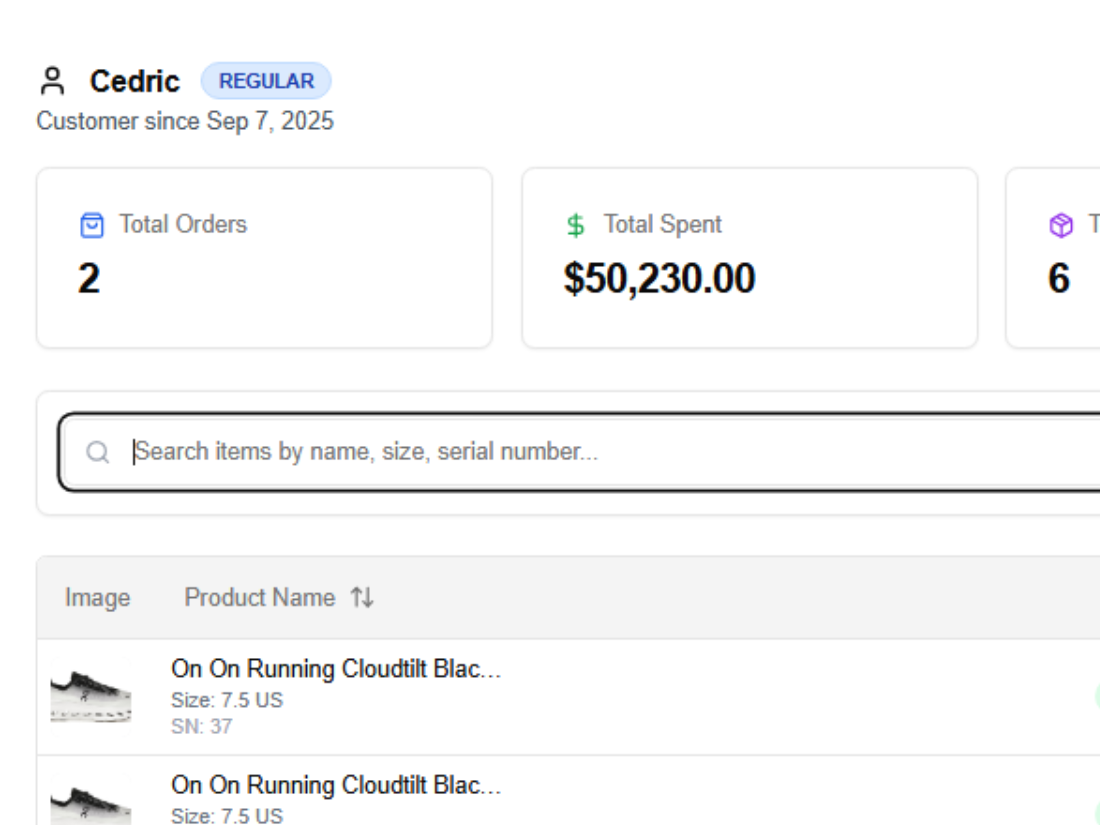 Cedric REGULAR
Customer since Sep 7, 2025
Total Orders
2
Total Spent
$50,230.00
T
6
Search items by name, size, serial number...
Image Product Name
On On Running Cloudtilt Blac...
Size: 7.5 US
SN: 37
On On Running Cloudtilt Blac...
Size: 7.5 US